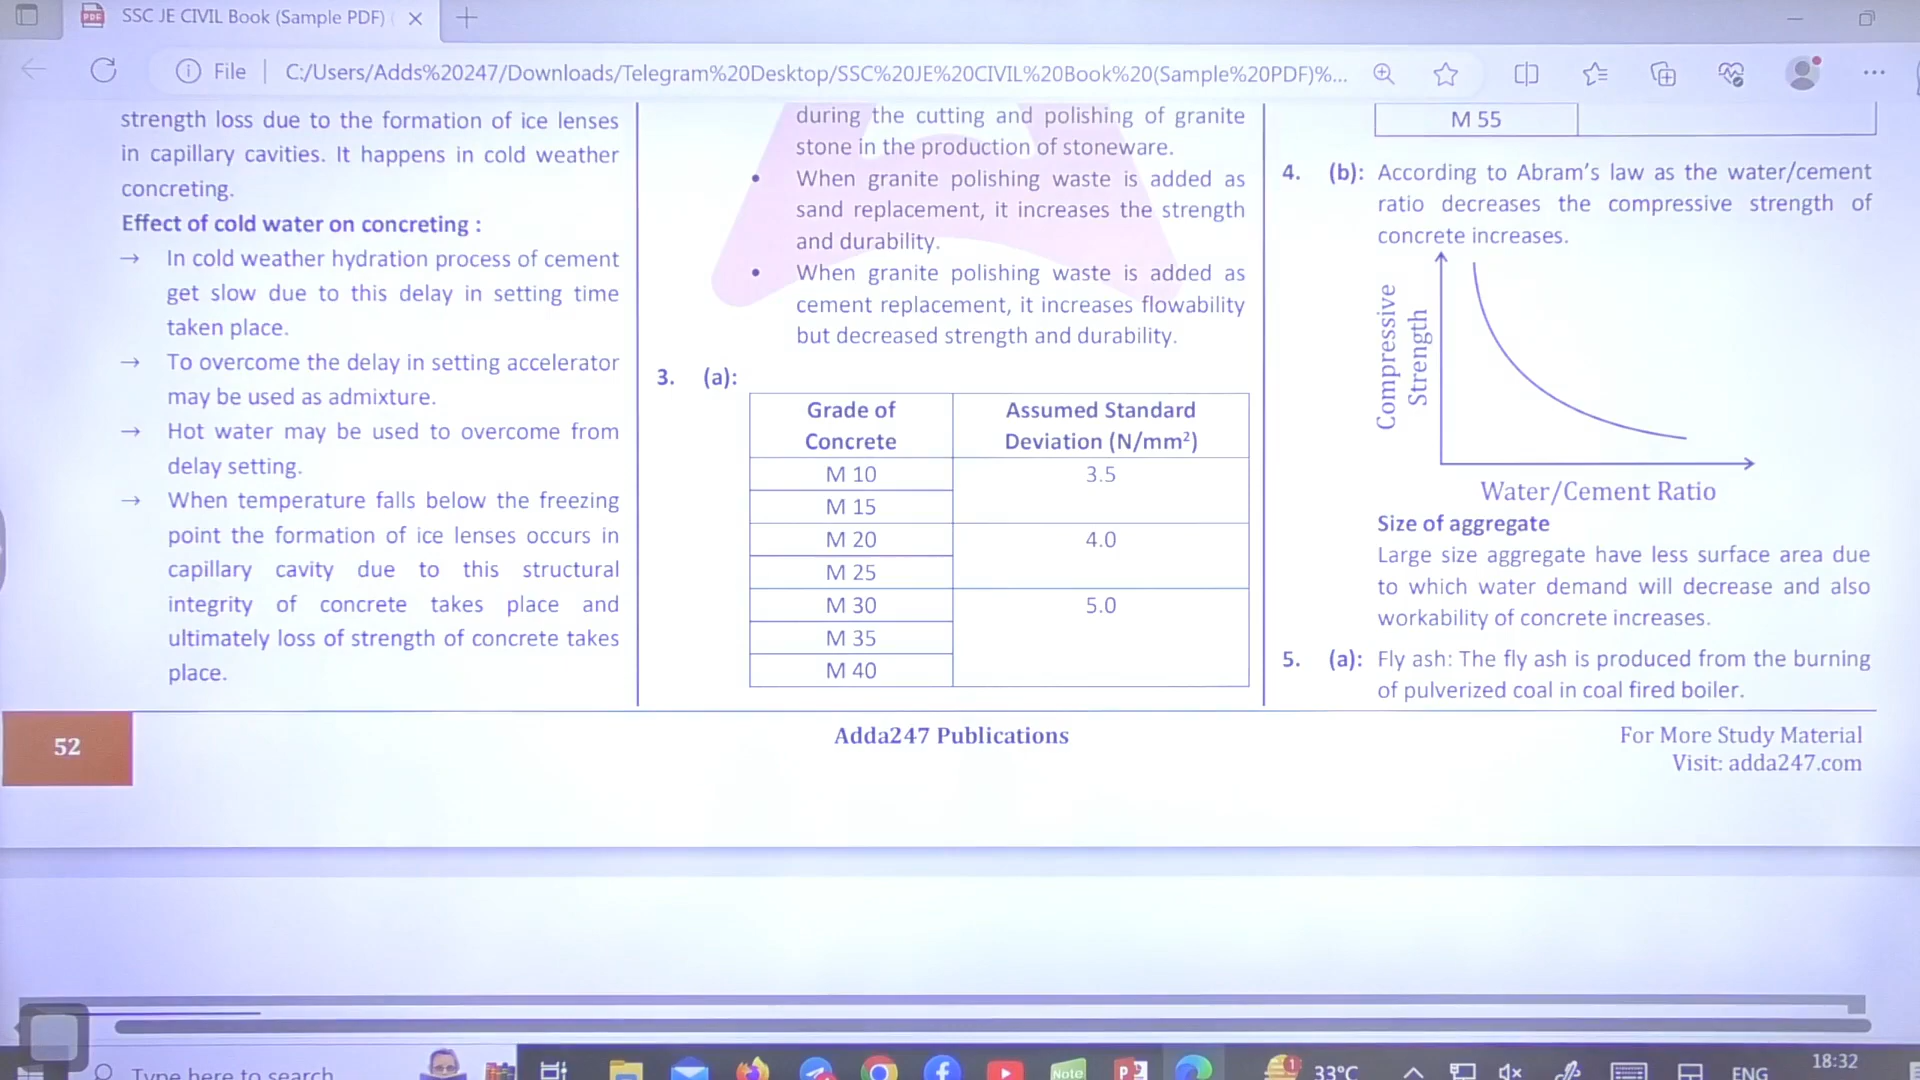 SSC JE CIVIL Book (Sample PDF)
File
C:/Users/Adds%20247/Downloads/Telegram%20Desktop/SSC%20JE%20CIVIL%20Book%20(Sample%20PDF)%...
strength loss due to the formation of ice lenses
in capillary cavities. It happens in cold weather
concreting.
Effect of cold water on concreting :
→ In cold weather hydration process of cement
get slow due to this delay in setting time
taken place.
→ To overcome the delay in setting accelerator
may be used as admixture.
→ Hot water may be used to overcome from
delay setting.
→ When temperature falls below the freezing
point the formation of ice lenses occurs in
capillary cavity due to this structural
integrity of concrete takes place and
ultimately loss of strength of concrete takes
place.
during the cutting and polishing of granite
stone in the production of stoneware.
• When granite polishing waste is added as
sand replacement, it increases the strength
and durability.
• When granite polishing waste is added as
cement replacement, it increases flowability
but decreased strength and durability.
3. (a):
Grade of
Concrete
Assumed Standard
Deviation (N/mm²)
M 10
3.5
M 15
M 20
4.0
M 25
M 30
5.0
M 35
M 40
M 55
4. (b): According to Abram's law as the water/cement
ratio decreases the compressive strength of
concrete increases.
Compressive
Strength
Water/Cement Ratio
Size of aggregate
Large size aggregate have less surface area due
to which water demand will decrease and also
workability of concrete increases.
5. (a): Fly ash: The fly ash is produced from the burning
of pulverized coal in coal fired boiler.
52
Adda247 Publications
For More Study Material
Visit: adda247.com
Type here to search
Note
1
33°C
ENG
18:32